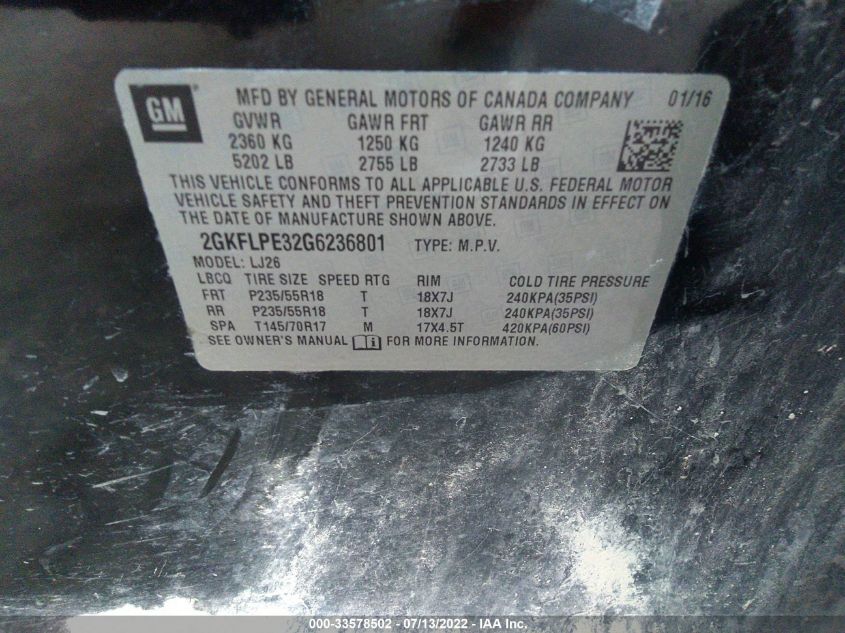 GM
MFD BY GENERAL MOTORS OF CANADA COMPANY 01/16
GVWR GAWR FRT GAWR RR
2360 KG 1250 KG 1240 KG
5202 LB 2755 LB 2733 LB
THIS VEHICLE CONFORMS TO ALL APPLICABLE U.S. FEDERAL MOTOR
VEHICLE SAFETY AND THEFT PREVENTION STANDARDS IN EFFECT ON
THE DATE OF MANUFACTURE SHOWN ABOVE.
2GKFLPE32G6236801 TYPE: M.P.V.
MODEL: LJ26
LBCQ TIRE SIZE SPEED RTG RIM COLD TIRE PRESSURE
FRT P235/55R18 T 18X7J 240KPA(35PSI)
RR P235/55R18 T 18X7J 240KPA(35PSI)
SPA T145/70R17 M 17X4.5T 420KPA(60PSI)
SEE OWNER'S MANUAL FOR MORE INFORMATION.
000-33578502 - 07/13/2022 - IAA Inc.